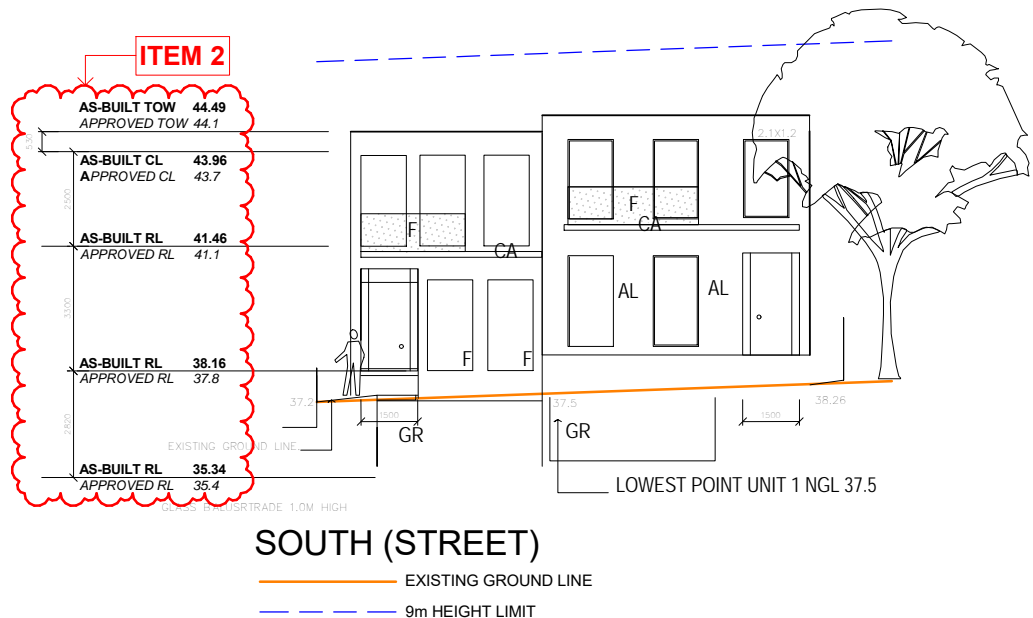 ITEM 2
AS-BUILT TOW 44.49
APPROVED TOW 44.1
530
AS-BUILT CL 43.96
APPROVED CL 43.7
2500
AS-BUILT RL 41.46
APPROVED RL 41.1
3300
AS-BUILT RL 38.16
APPROVED RL 37.8
2820
AS-BUILT RL 35.34
APPROVED RL 35.4
2.1X1.2
F
CA
F
CA
AL
AL
F
F
37.2
1500
GR
37.5
GR
1500
38.26
EXISTING GROUND LINE
GLASS BALUSRTRADE 1.0M HIGH
LOWEST POINT UNIT 1 NGL 37.5
SOUTH (STREET)
EXISTING GROUND LINE
9m HEIGHT LIMIT